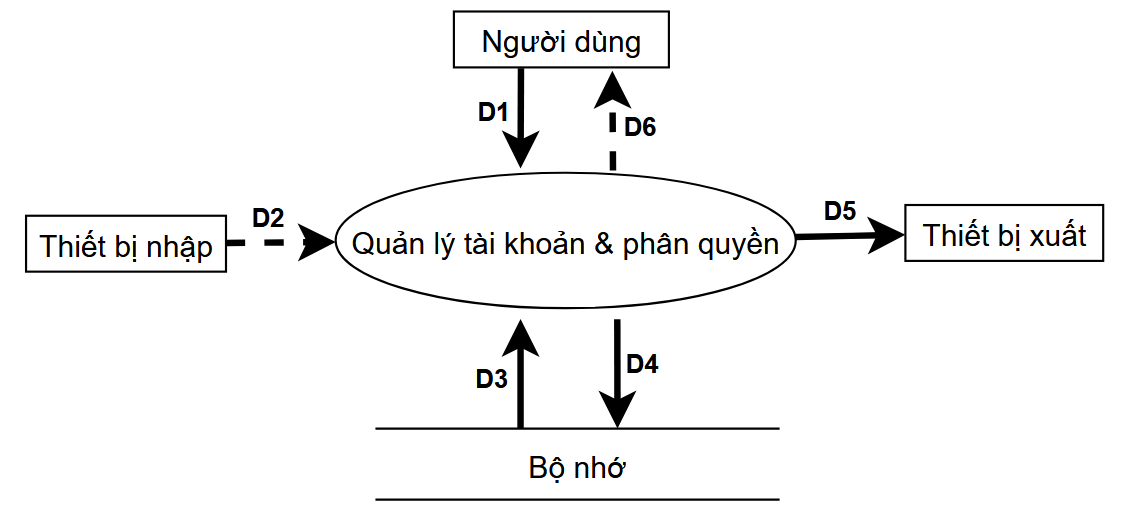 Người dùng
D1
D6
D2
D5
Thiết bị nhập
Quản lý tài khoản & phân quyền
Thiết bị xuất
D3
D4
Bộ nhớ